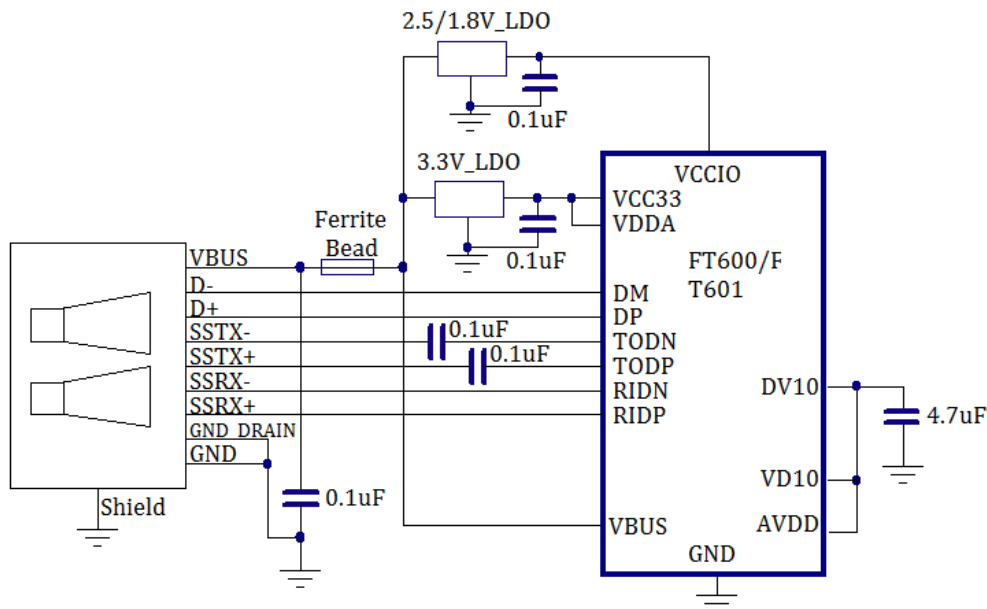 2.5/1.8V_LDO
0.1uF
VCCIO
3.3V_LDO
VCC33
VDDA
0.1uF
Ferrite
Bead
FT600/F
T601
VBUS
D-
D+
SSTX-
SSTX+
SSRX-
SSRX+
GND_DRAIN
GND
Shield
0.1uF
0.1uF
0.1uF
DM
DP
TODN
TODP
RIDN
RIDP
VBUS
GND
DV10
VD10
AVDD
4.7uF